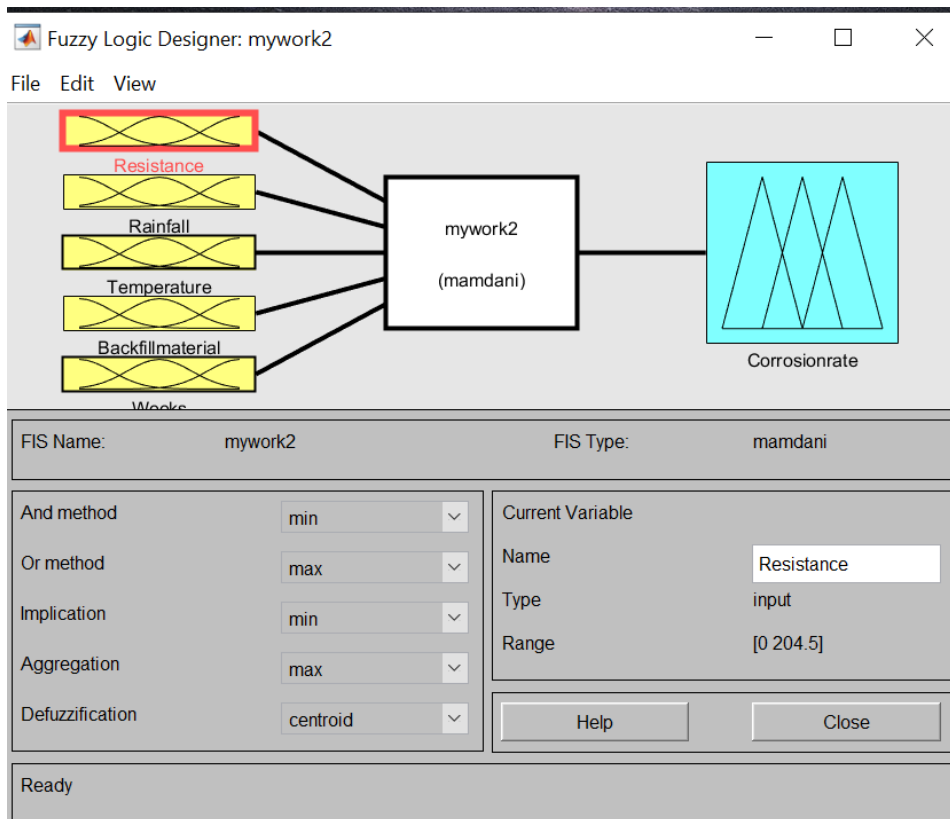 Fuzzy Logic Designer: mywork2
File Edit View
Resistance
Rainfall
Temperature
Backfillmaterial
Weeks
mywork2
(mamdani)
Corrosionrate
FIS Name: mywork2 FIS Type: mamdani
And method min
Or method max
Implication min
Aggregation max
Defuzzification centroid
Current Variable
Name Resistance
Type input
Range [0 204.5]
Help Close
Ready